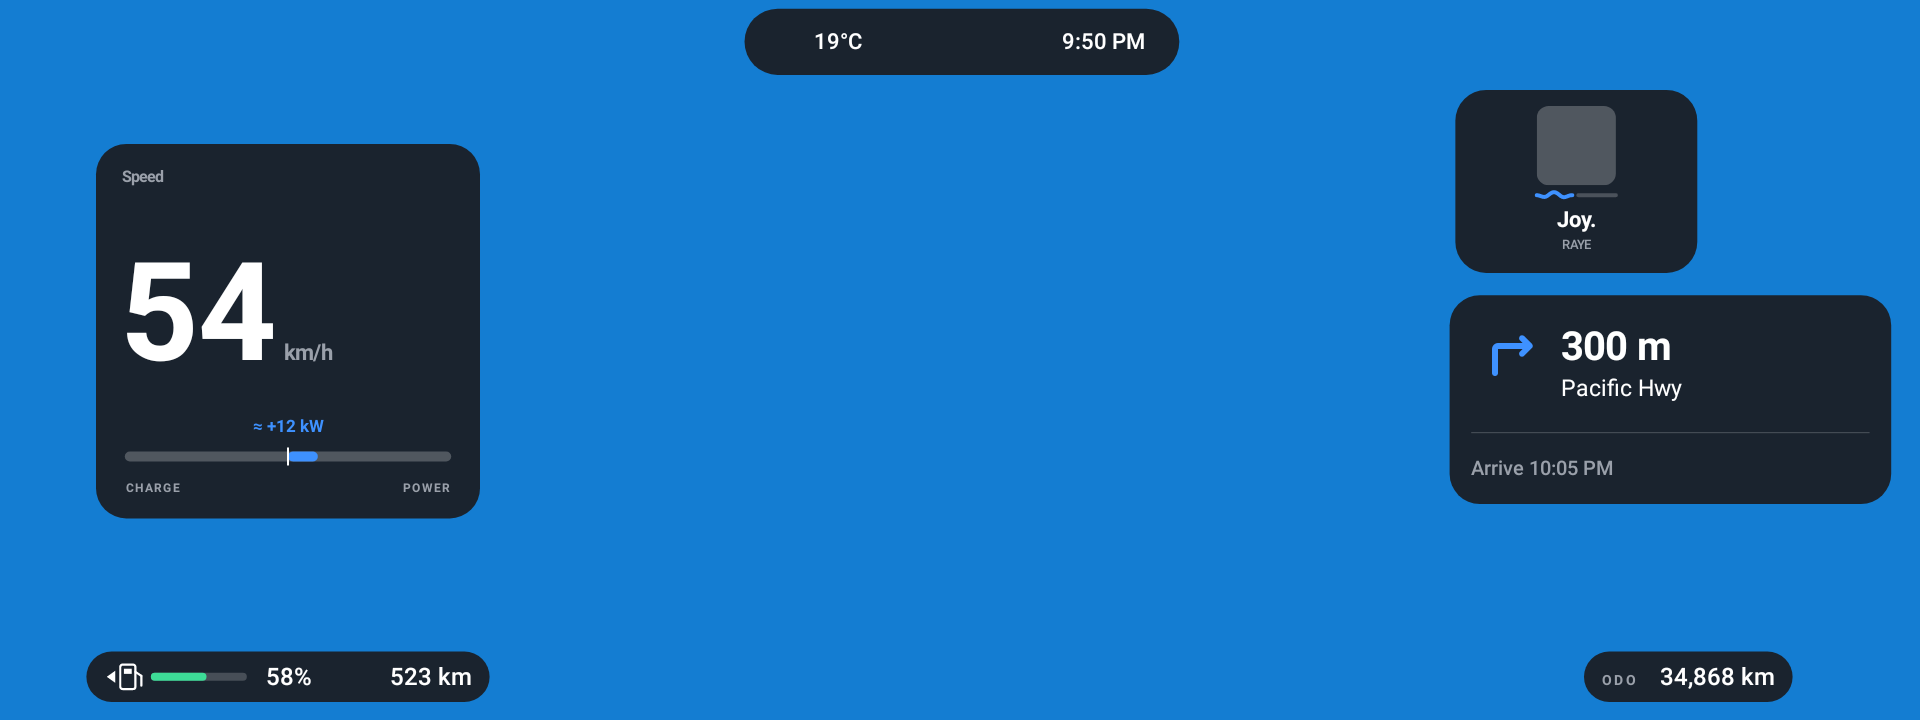 19°C 9:50 PM
Speed
54 km/h
≈ +12 kW
CHARGE POWER
Joy.
RAYE
300 m
Pacific Hwy
Arrive 10:05 PM
58% 523 km
ODO 34,868 km